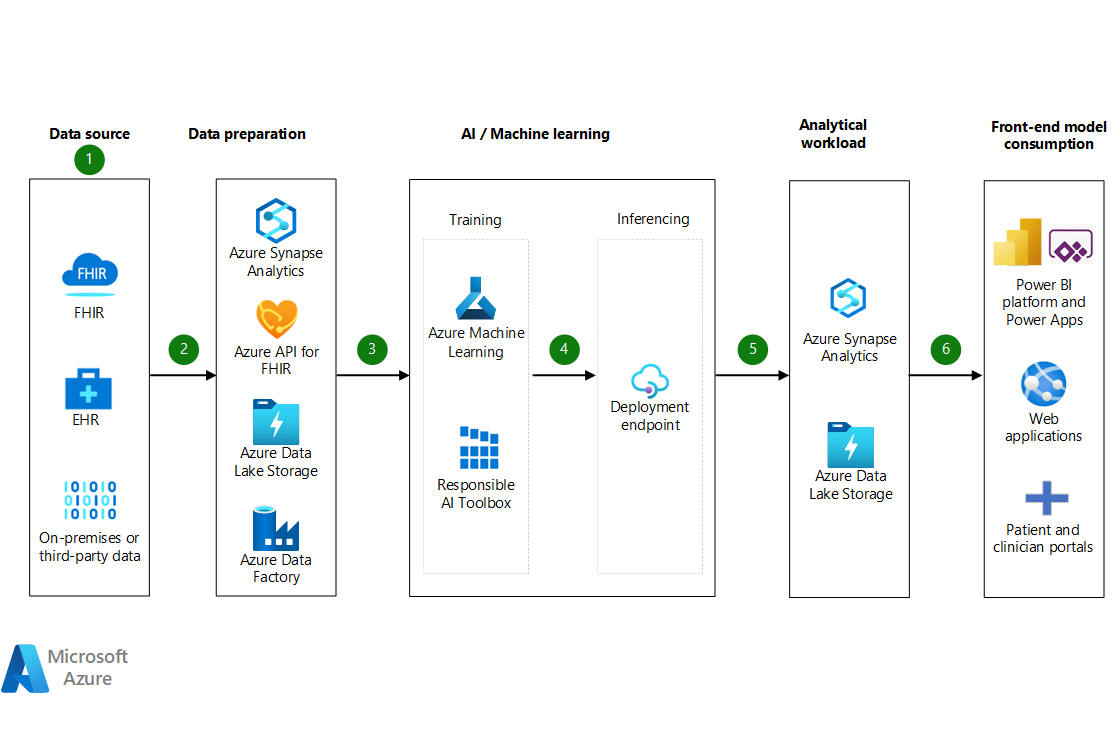 Data source
1
FHIR
FHIR
EHR
On-premises or
third-party data
2
Data preparation
Azure Synapse
Analytics
Azure API for
FHIR
Azure Data
Lake Storage
Azure Data
Factory
3
AI / Machine learning
Training
Azure Machine
Learning
Responsible
AI Toolbox
4
Inferencing
Deployment
endpoint
5
Analytical
workload
Azure Synapse
Analytics
Azure Data
Lake Storage
6
Front-end model
consumption
Power BI
platform and
Power Apps
Web
applications
Patient and
clinician portals
Microsoft
Azure